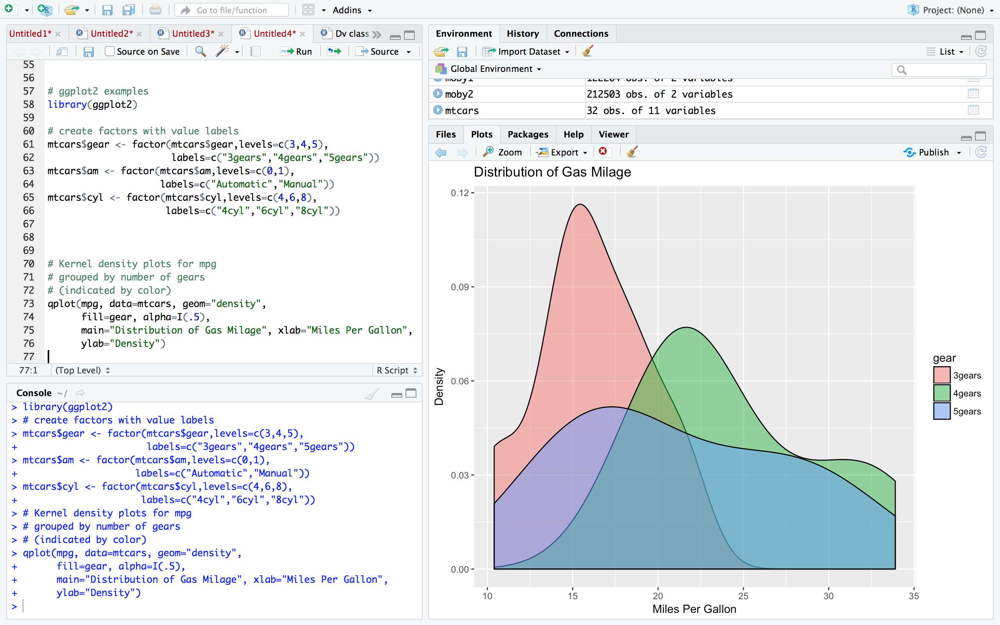 Go to file/function
Addins
Project: (None)
Untitled1*
Untitled2*
Untitled3*
Untitled4*
Dv class
Source on Save
Run
Source
55
56
57 # ggplot2 examples
58 library(ggplot2)
59
60 # create factors with value labels
61 mtcars$gear <- factor(mtcars$gear,levels=c(3,4,5),
62 labels=c("3gears","4gears","5gears"))
63 mtcars$am <- factor(mtcars$am,levels=c(0,1),
64 labels=c("Automatic","Manual"))
65 mtcars$cyl <- factor(mtcars$cyl,levels=c(4,6,8),
66 labels=c("4cyl","6cyl","8cyl"))
67
68
69
70 # Kernel density plots for mpg
71 # grouped by number of gears
72 # (indicated by color)
73 qplot(mpg, data=mtcars, geom="density",
74 fill=gear, alpha=I(.5),
75 main="Distribution of Gas Milage", xlab="Miles Per Gallon",
76 ylab="Density")
77
77:1 (Top Level) R Script
Console ~/
> library(ggplot2)
> # create factors with value labels
> mtcars$gear <- factor(mtcars$gear,levels=c(3,4,5),
+ labels=c("3gears","4gears","5gears"))
> mtcars$am <- factor(mtcars$am,levels=c(0,1),
+ labels=c("Automatic","Manual"))
> mtcars$cyl <- factor(mtcars$cyl,levels=c(4,6,8),
+ labels=c("4cyl","6cyl","8cyl"))
> # Kernel density plots for mpg
> # grouped by number of gears
> # (indicated by color)
> qplot(mpg, data=mtcars, geom="density",
+ fill=gear, alpha=I(.5),
+ main="Distribution of Gas Milage", xlab="Miles Per Gallon",
+ ylab="Density")
>
Environment History Connections
Import Dataset
List
Global Environment
moby1 122204 obs. of 2 variables
moby2 212503 obs. of 2 variables
mtcars 32 obs. of 11 variables
Files Plots Packages Help Viewer
Zoom Export Publish
Distribution of Gas Milage
0.12
0.09
0.06
0.03
0.00
Density
10 15 20 25 30 35
Miles Per Gallon
gear
3gears
4gears
5gears